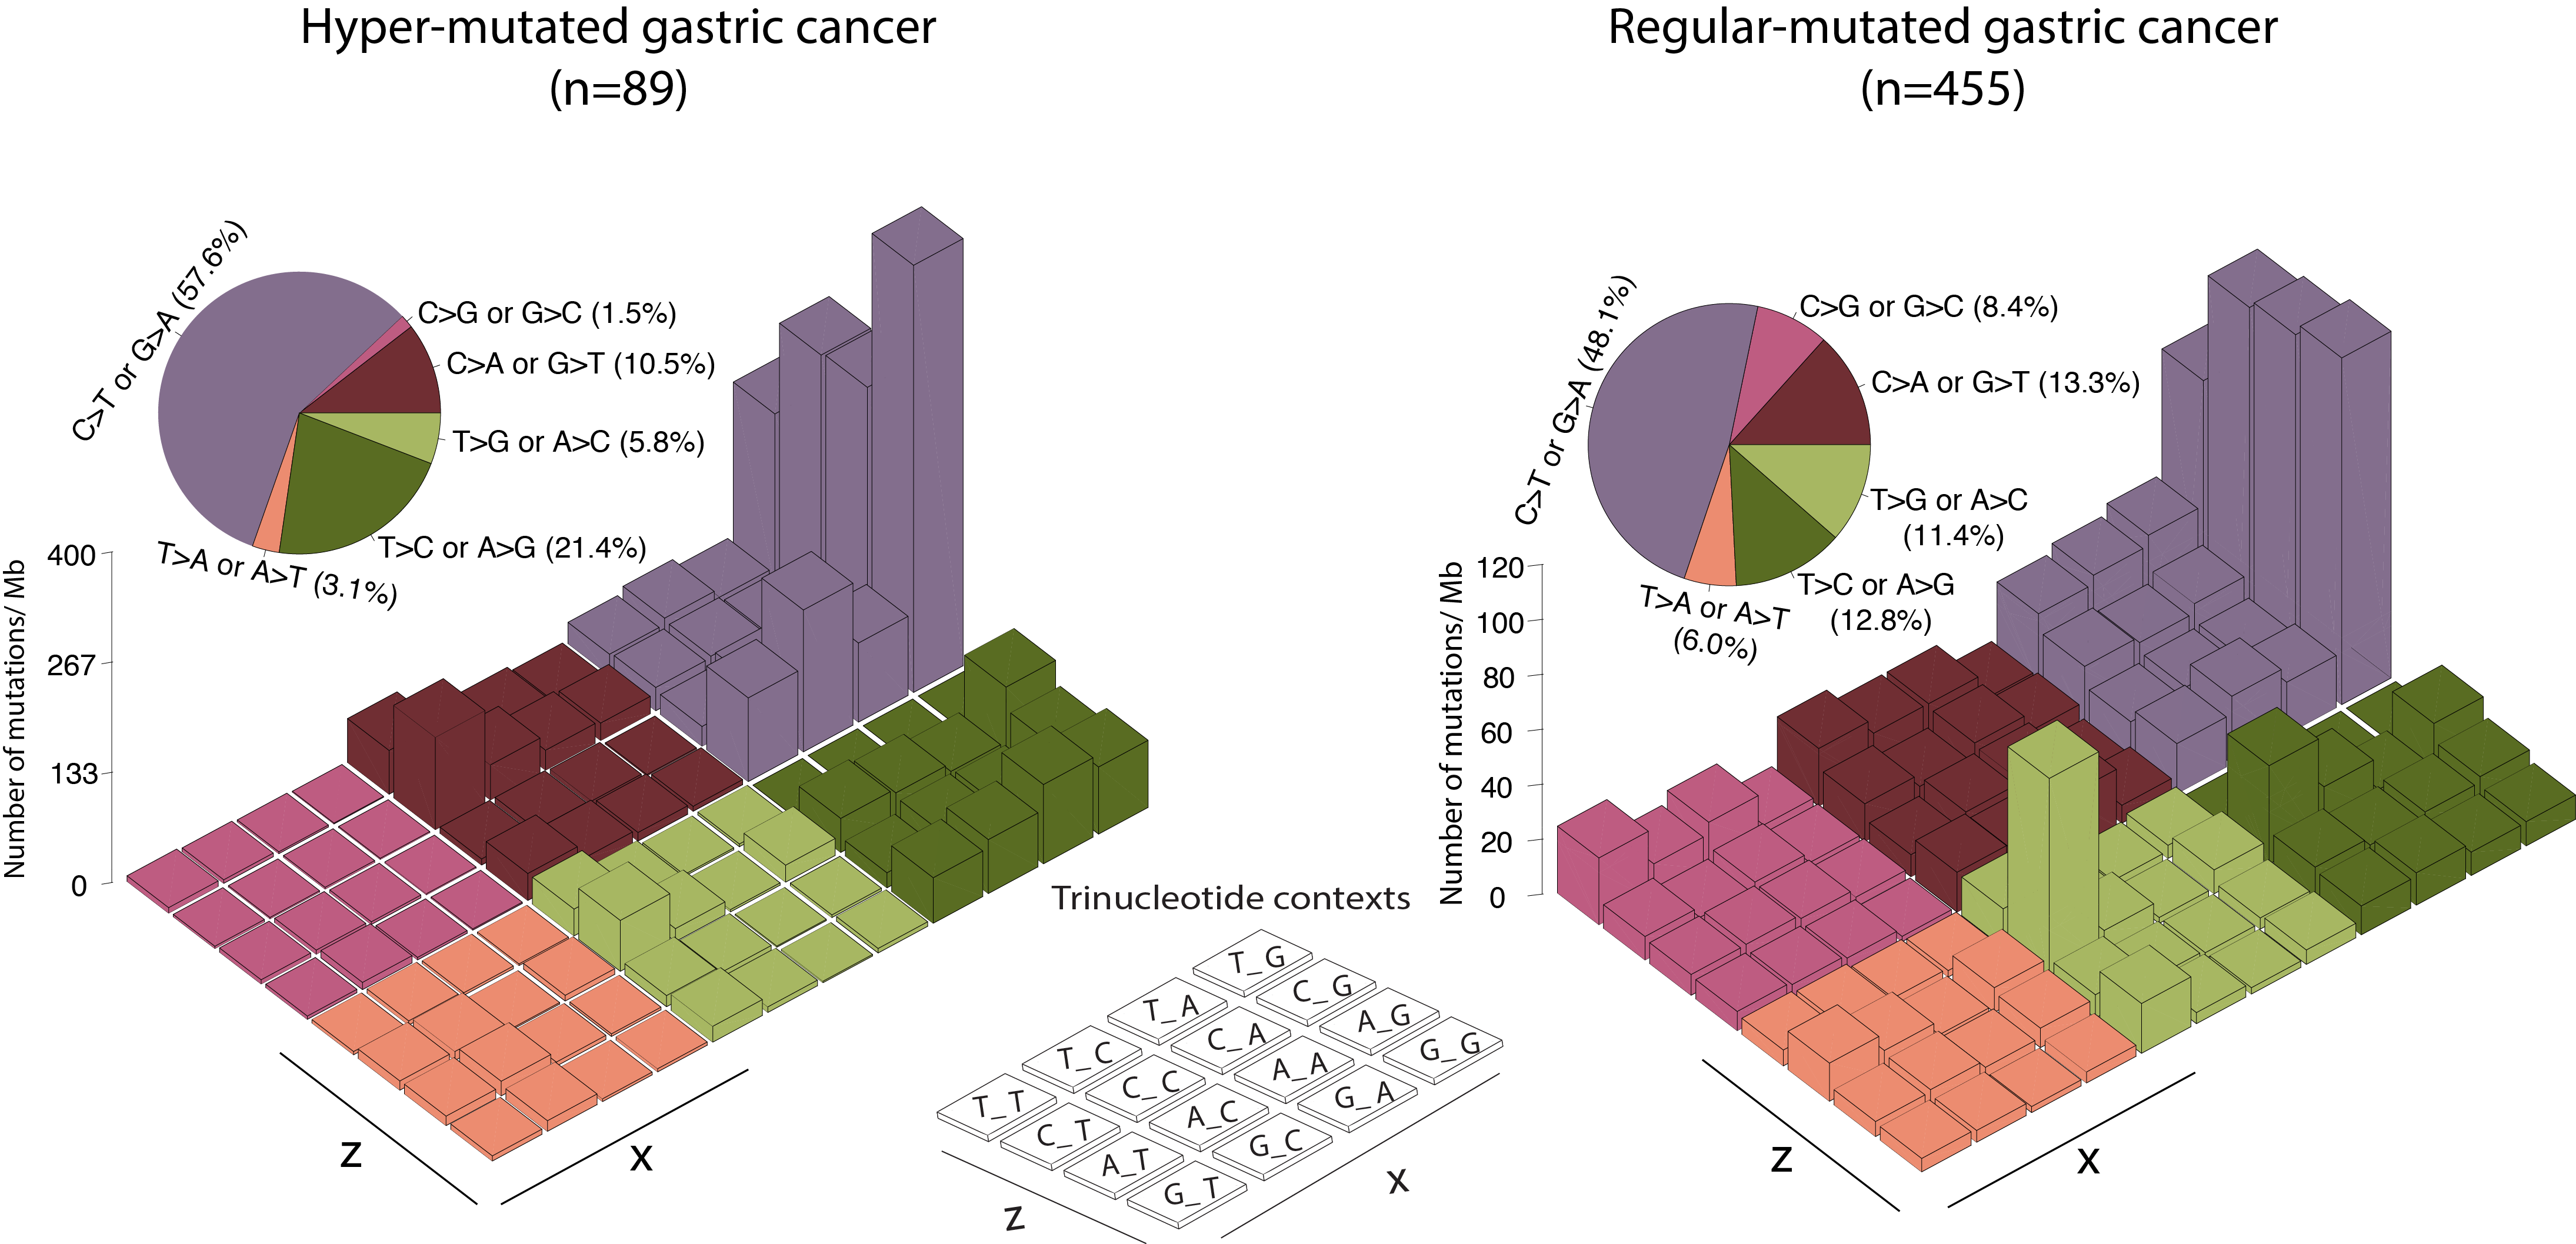 Hyper-mutated gastric cancer
(n=89)
C>T or G>A (57.6%)
C>G or G>C (1.5%)
C>A or G>T (10.5%)
T>G or A>C (5.8%)
T>C or A>G (21.4%)
T>A or A>T (3.1%)
Number of mutations/ Mb
400
267
133
0
z
x
Trinucleotide contexts
T_G
T_A
C_G
T_C
C_A
A_G
T_T
C_C
A_A
G_G
C_T
A_C
G_A
A_T
G_C
G_T
z
x
Regular-mutated gastric cancer
(n=455)
C>T or G>A (48.1%)
C>G or G>C (8.4%)
C>A or G>T (13.3%)
T>G or A>C
(11.4%)
T>C or A>G
(12.8%)
T>A or A>T
(6.0%)
Number of mutations/ Mb
120
100
80
60
40
20
0
z
x